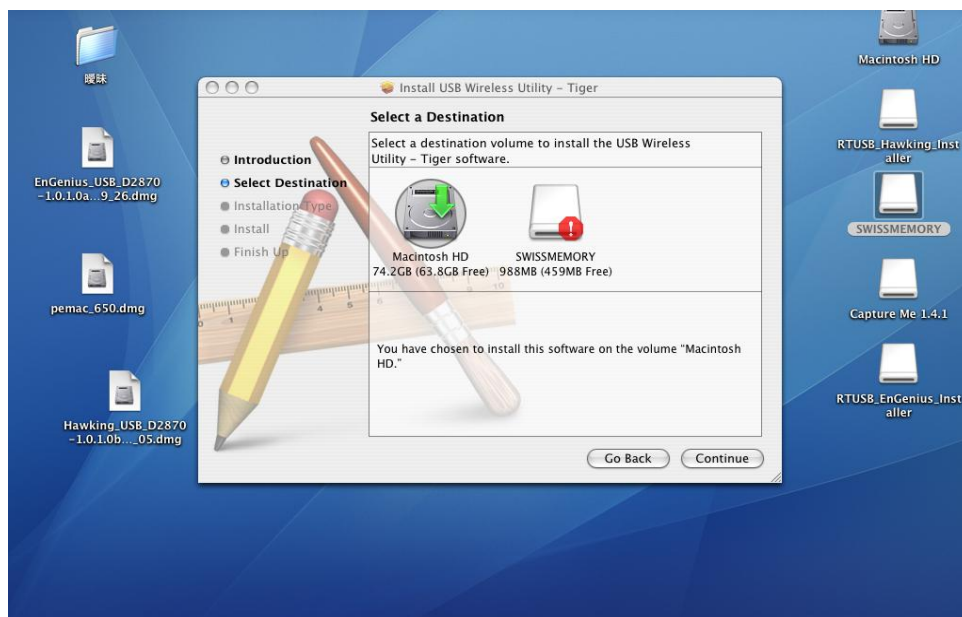 曖昧
EnGenius_USB_D2870
-1.0.1.0a...9_26.dmg
pemac_650.dmg
Hawking_USB_D2870
-1.0.1.0b..._05.dmg
Install USB Wireless Utility – Tiger
Select a Destination
Introduction
Select Destination
Installation Type
Install
Finish Up
Select a destination volume to install the USB Wireless
Utility – Tiger software.
Macintosh HD
74.2GB (63.8GB Free)
SWISSMEMORY
988MB (459MB Free)
You have chosen to install this software on the volume "Macintosh
HD."
Go Back
Continue
Macintosh HD
RTUSB_Hawking_Inst
aller
SWISSMEMORY
Capture Me 1.4.1
RTUSB_EnGenius_Inst
aller